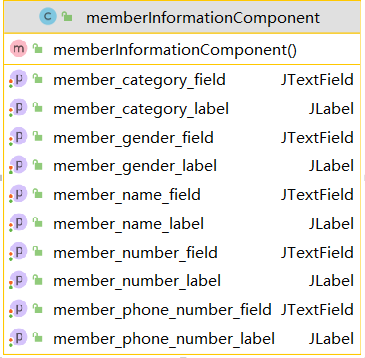 memberInformationComponent
memberInformationComponent()
member_category_field JTextField
member_category_label JLabel
member_gender_field JTextField
member_gender_label JLabel
member_name_field JTextField
member_name_label JLabel
member_number_field JTextField
member_number_label JLabel
member_phone_number_field JTextField
member_phone_number_label JLabel